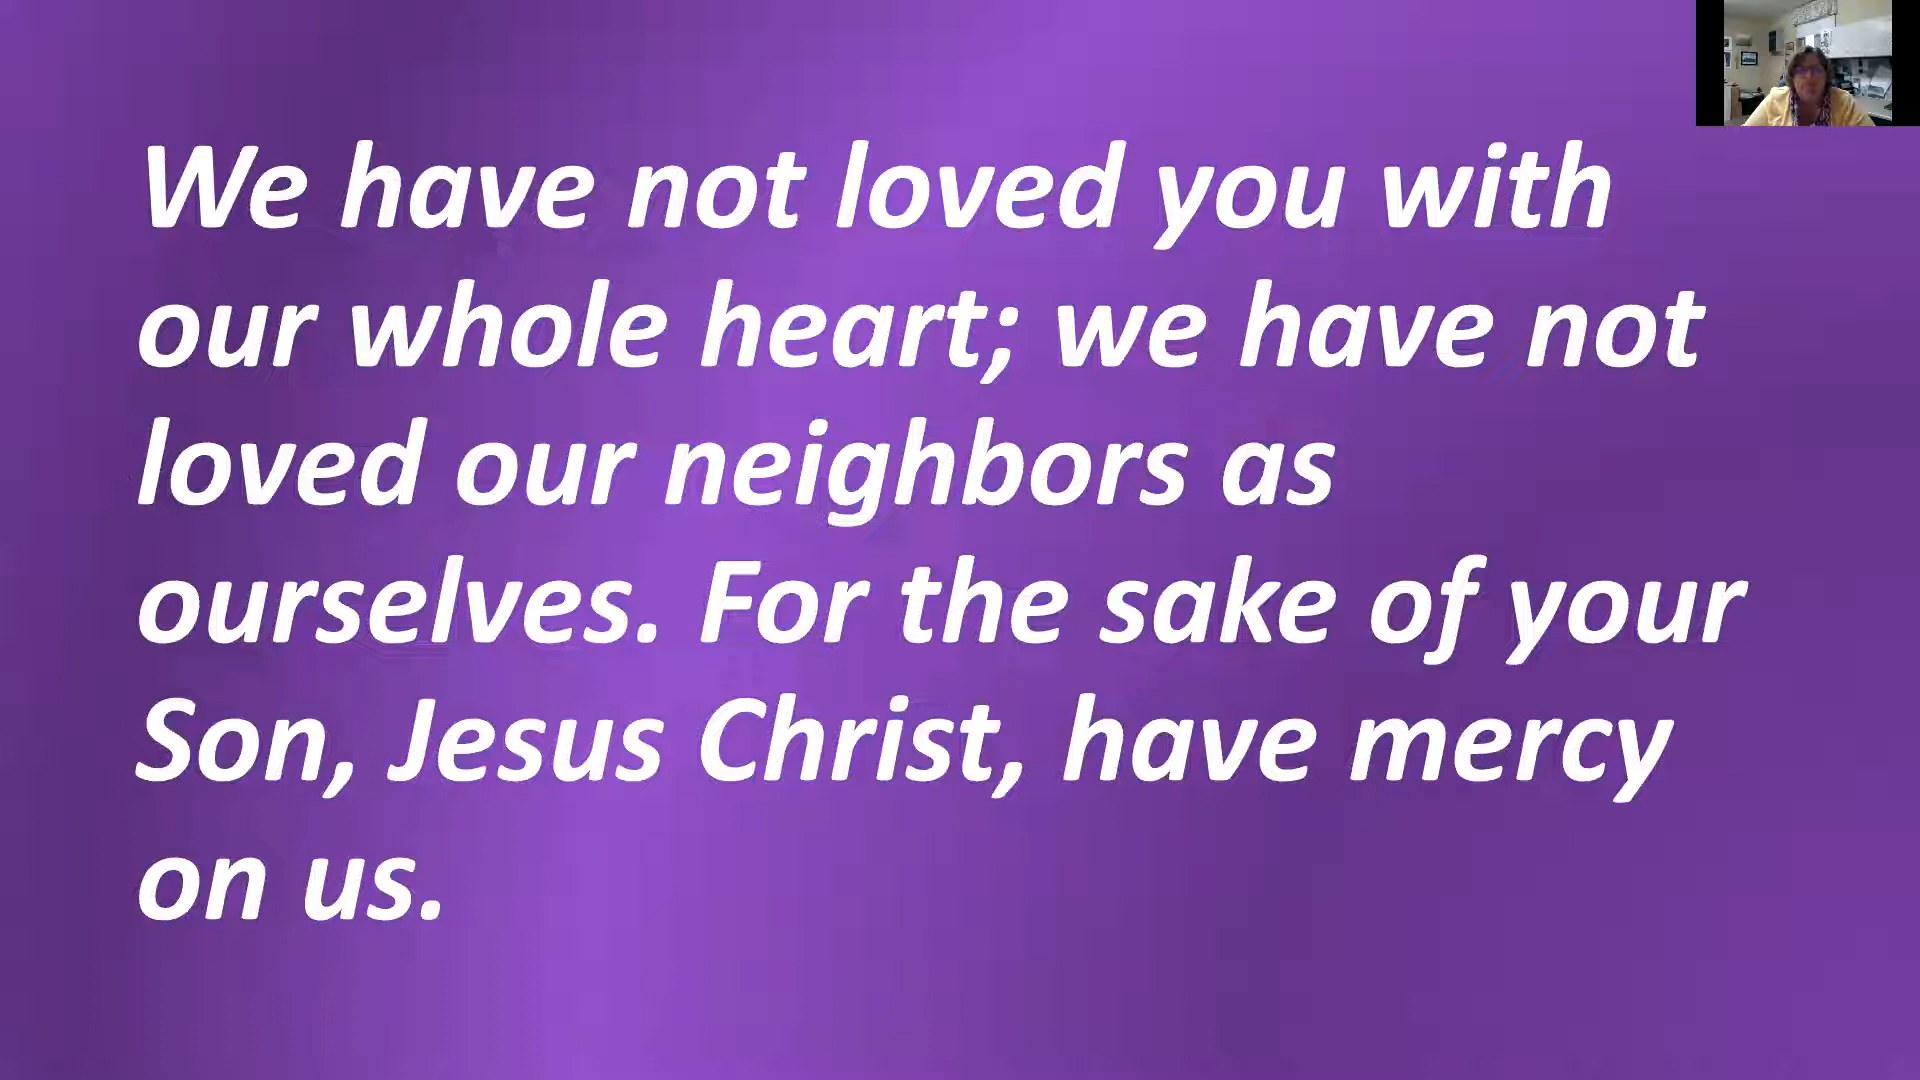 We have not loved you with
our whole heart; we have not
loved our neighbors as
ourselves. For the sake of your
Son, Jesus Christ, have mercy
on us.